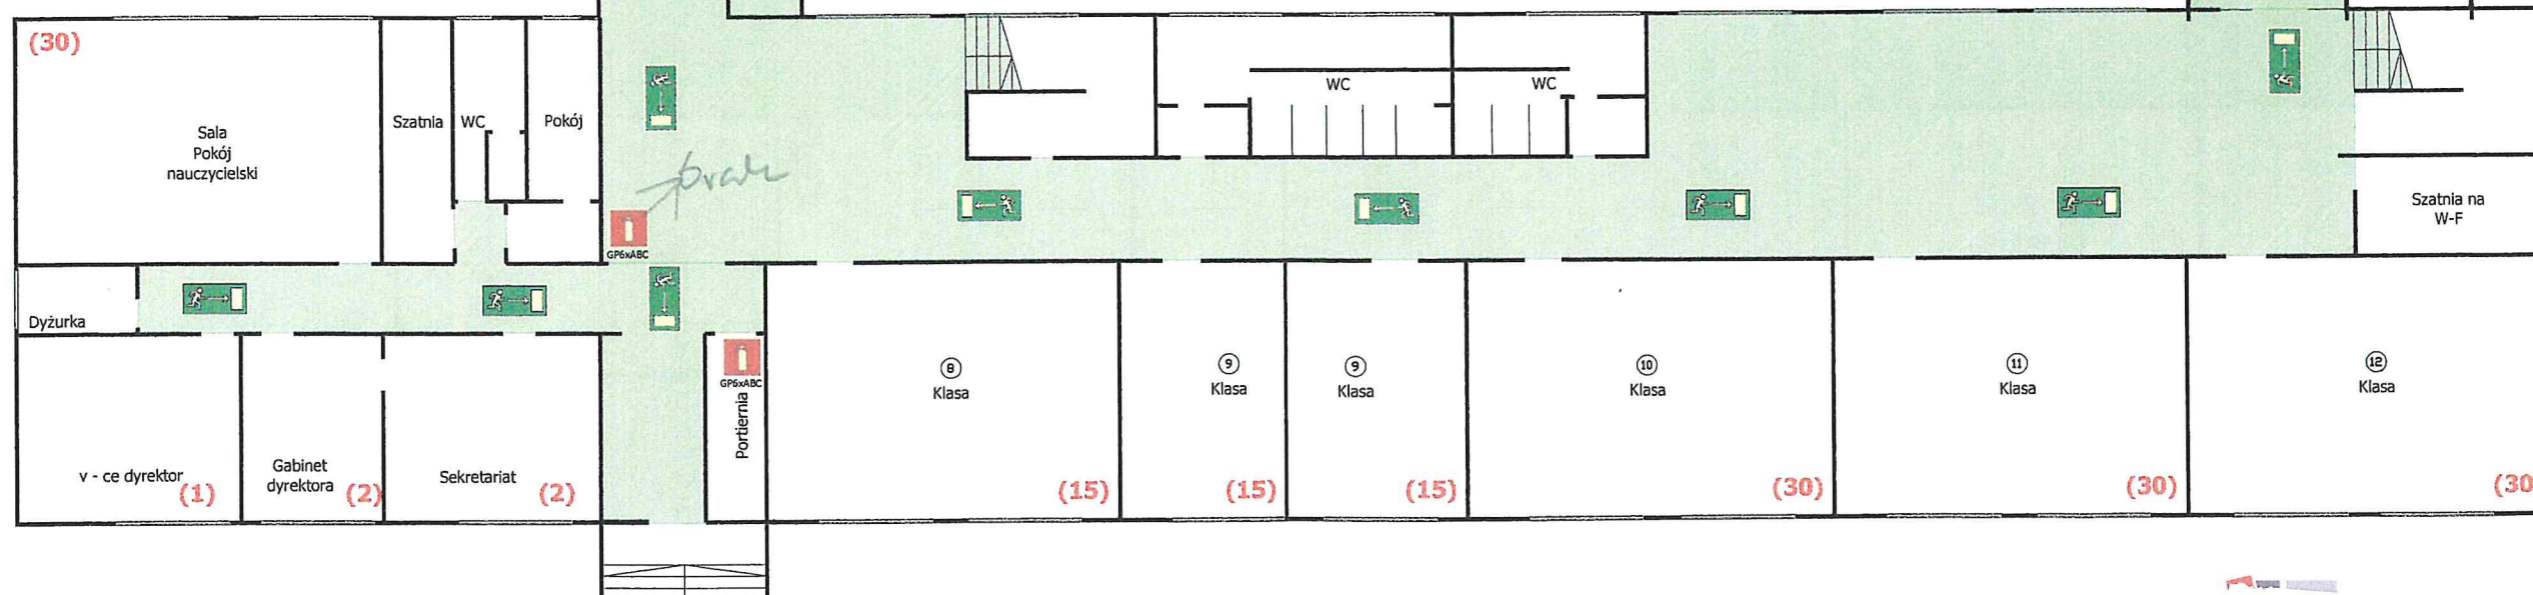 (30)
Sala
Pokój
nauczycielski
Szatnia
WC
Pokój
WC
WC
brak
GP6xABC
Szatnia na
W-F
Dyżurka
GP6xABC
Portiernia
v - ce dyrektor
(1)
Gabinet
dyrektora
(2)
Sekretariat
(2)
8
Klasa
(15)
9
Klasa
(15)
9
Klasa
(15)
10
Klasa
(30)
11
Klasa
(30)
12
Klasa
(30